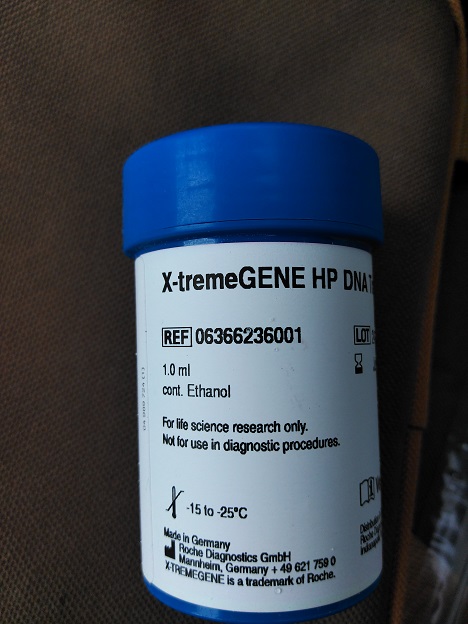 X-tremeGENE HP DNA
REF 06366236001
LOT
1.0 ml
cont. Ethanol
For life science research only.
Not for use in diagnostic procedures.
-15 to -25°C
Made in Germany
Roche Diagnostics GmbH
Mannheim, Germany + 49 621 759 0
X-TREMEGENE is a trademark of Roche.
Roche Di